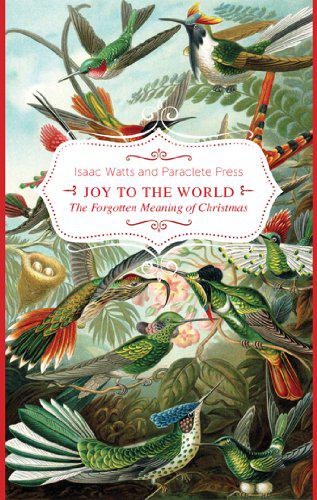 Isaac Watts and Paraclete Press
JOY TO THE WORLD
The Forgotten Meaning of Christmas